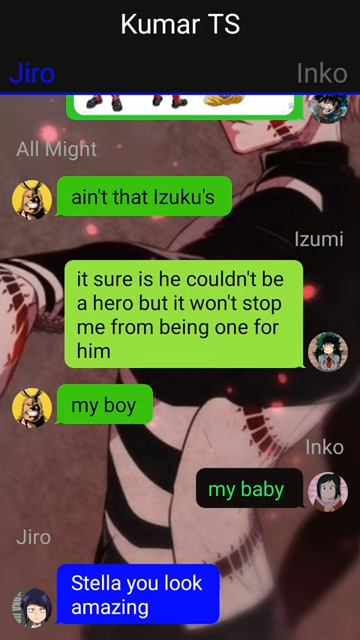 Kumar TS
Jiro
Inko
All Might
ain't that Izuku's
Izumi
it sure is he couldn't be
a hero but it won't stop
me from being one for
him
my boy
Inko
my baby
Jiro
Stella you look
amazing